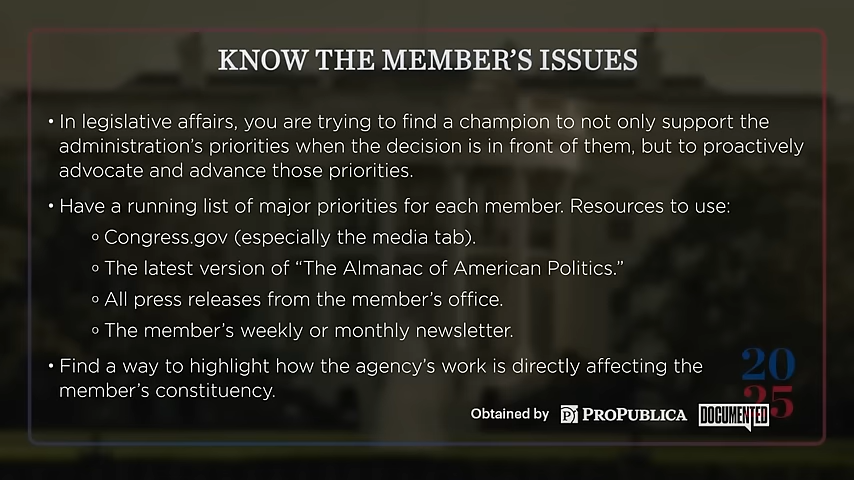 KNOW THE MEMBER’S ISSUES
• In legislative affairs, you are trying to find a champion to not only support the
administration’s priorities when the decision is in front of them, but to proactively
advocate and advance those priorities.
• Have a running list of major priorities for each member. Resources to use:
◦ Congress.gov (especially the media tab).
◦ The latest version of “The Almanac of American Politics.”
◦ All press releases from the member’s office.
◦ The member’s weekly or monthly newsletter.
• Find a way to highlight how the agency’s work is directly affecting the
member’s constituency.
20
25
Obtained by PROPUBLICA DOCUMENTED